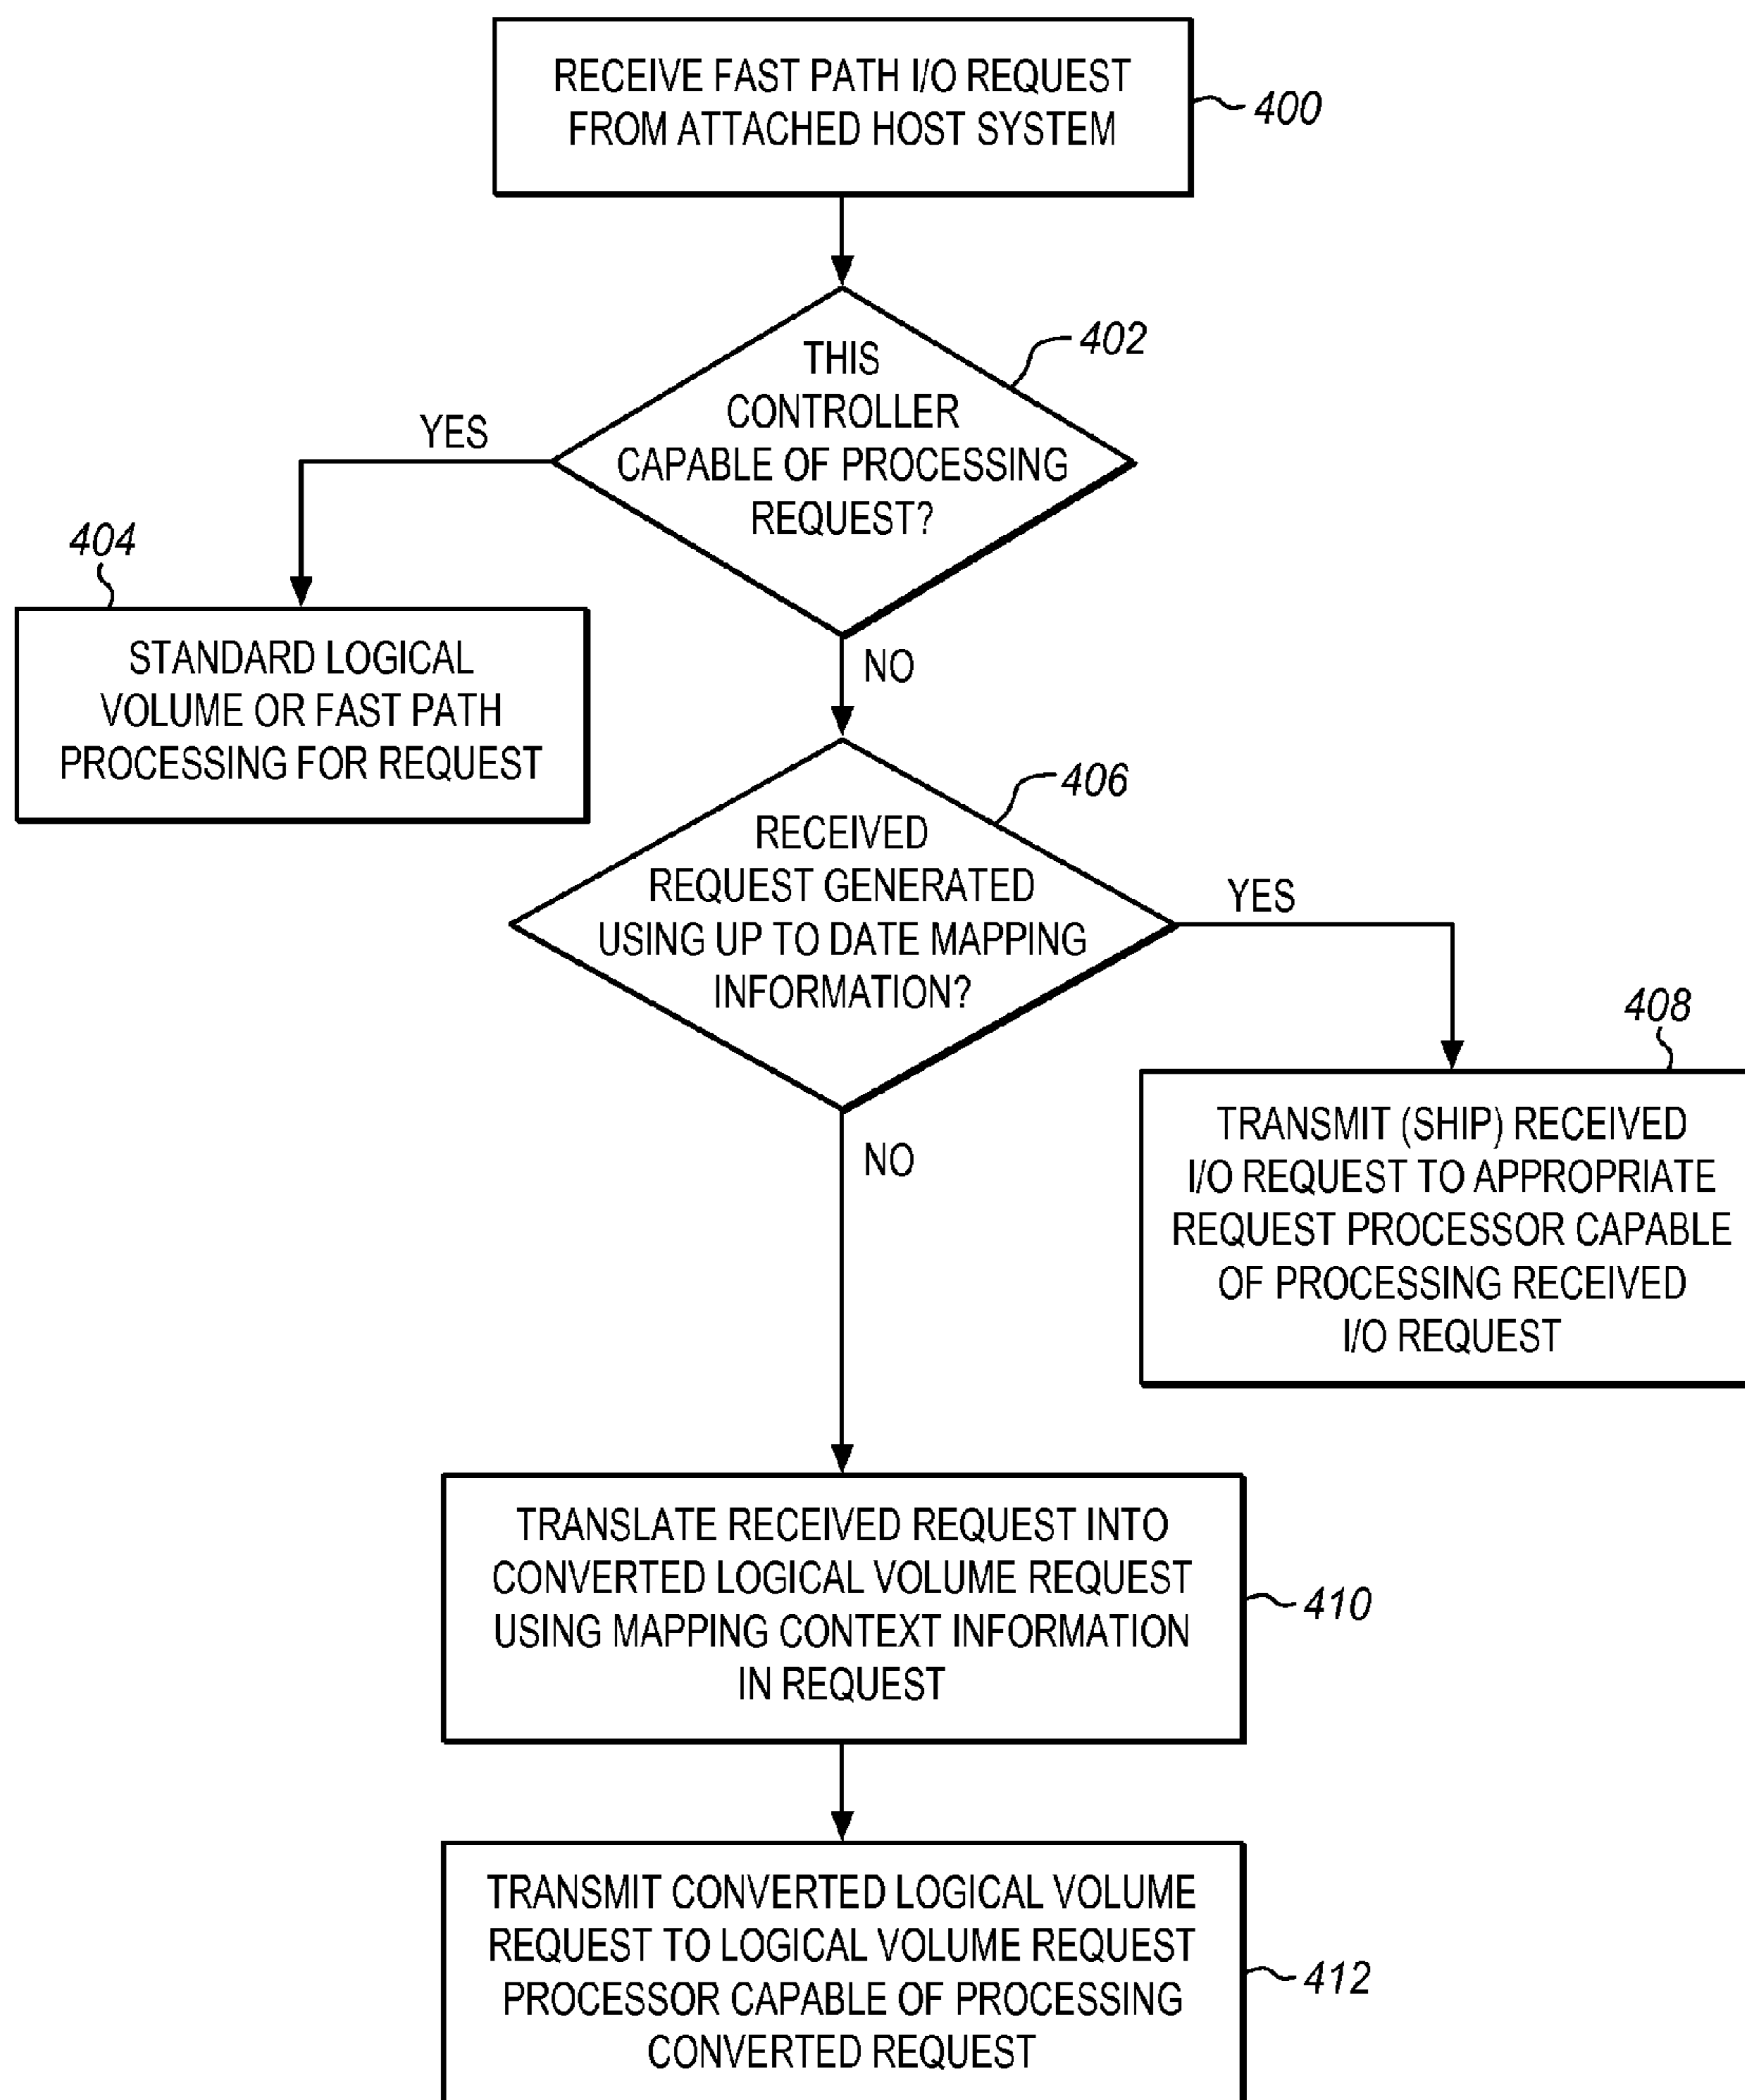 RECEIVE FAST PATH I/O REQUEST
FROM ATTACHED HOST SYSTEM
400
402
THIS
CONTROLLER
CAPABLE OF PROCESSING
REQUEST?
YES
404
STANDARD LOGICAL
VOLUME OR FAST PATH
PROCESSING FOR REQUEST
NO
406
RECEIVED
REQUEST GENERATED
USING UP TO DATE MAPPING
INFORMATION?
YES
408
TRANSMIT (SHIP) RECEIVED
I/O REQUEST TO APPROPRIATE
REQUEST PROCESSOR CAPABLE
OF PROCESSING RECEIVED
I/O REQUEST
NO
TRANSLATE RECEIVED REQUEST INTO
CONVERTED LOGICAL VOLUME REQUEST
USING MAPPING CONTEXT INFORMATION
IN REQUEST
410
TRANSMIT CONVERTED LOGICAL VOLUME
REQUEST TO LOGICAL VOLUME REQUEST
PROCESSOR CAPABLE OF PROCESSING
CONVERTED REQUEST
412